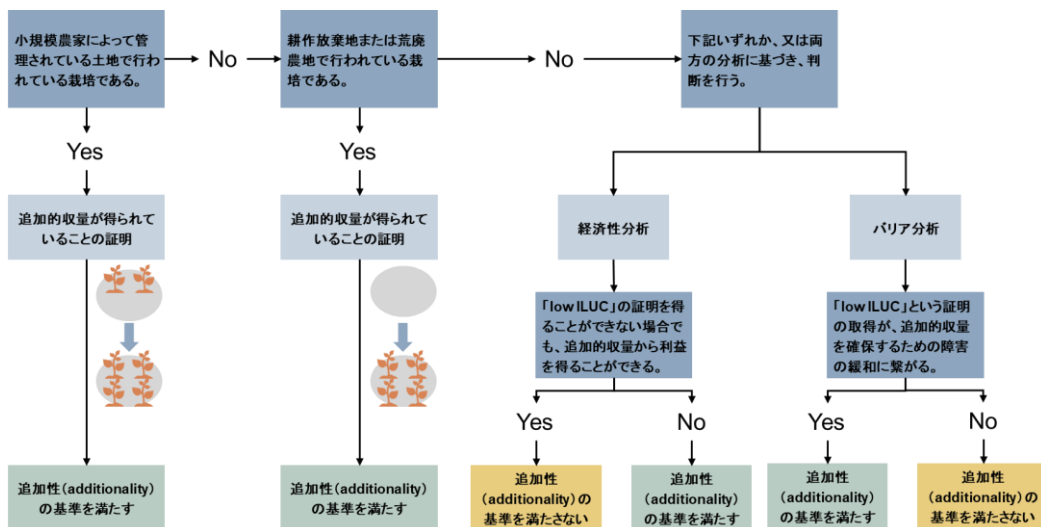 小規模農家によって管
理されている土地で行わ
れている栽培である。
No
耕作放棄地または荒廃
農地で行われている栽
培である。
No
下記いずれか、又は両
方の分析に基づき、判
断を行う。
Yes
Yes
追加的収量が得られて
いることの証明
追加的収量が得られて
いることの証明
経済性分析
バリア分析
「low ILUC」の証明を得
ることができない場合で
も、追加的収量から利益
を得ることができる。
「low ILUC」という証明
の取得が、追加的収量
を確保するための障害
の緩和に繋がる。
Yes
No
Yes
No
追加性(additionality)
の基準を満たす
追加性(additionality)
の基準を満たす
追加性
(additionality)の
基準を満たさない
追加性
(additionality)
の基準を満たす
追加性
(additionality)
の基準を満たす
追加性
(additionality)の
基準を満たさない